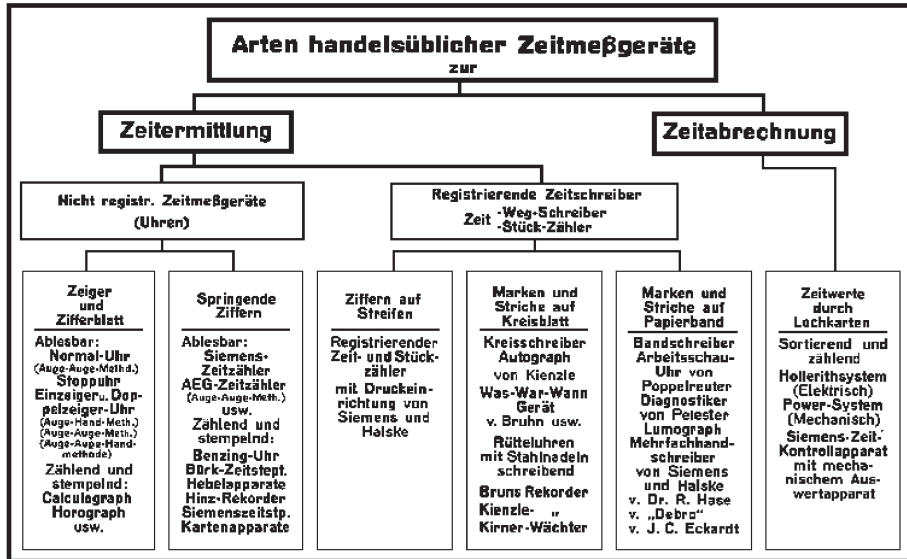 Arten handelsüblicher Zeitmeßgeräte
zur
Zeitermittlung
Zeitabrechnung
Nicht registr. Zeitmeßgeräte
(Uhren)
Registrierende Zeitschreiber
Zeit -Weg-Schreiber
-Stück-Zähler
Zeiger
und
Zifferblatt
Ablesbar:
Normal-Uhr
(Auge-Auge-Methd.)
Stoppuhr
Einzeiger u. Dop-
pelzeiger-Uhr
(Auge-Hand-Meth.)
(Auge-Auge-Meth.)
(Auge-Auge-Hand-
methode)
Zählend und
stempelnd:
Calculograph
Horograph
usw.
Springende
Ziffern
Ablesbar:
Siemens-
Zeitzähler
AEG-Zeitzähler
(Auge-Auge-Meth.)
usw.
Zählend und
stempelnd:
Benzing-Uhr
Bürk-Zeitstept.
Hebelapparate
Hinz-Rekorder
Siemenszeitstp.
Kartenapparate
Ziffern auf
Streifen
Registrierender
Zeit- und Stück-
zähler
mit Druckein-
richtung von
Siemens und
Halske
Marken und
Striche auf
Kreisblatt
Kreisschreiber
Autograph
von Kienzle
Was-War-Wann
Gerät
v. Bruhn usw.
Rütteluhren
mit Stahlnadeln
schreibend
Bruns Rekorder
Kienzle- „
Kirner-Wächter
Marken und
Striche auf
Papierband
Bandschreiber
Arbeitsschau-
Uhr von
Poppelreuter
Diagnostiker
von Peiseler
Lumograph
Mehrfachhand-
schreiber
von Siemens
und Halske
v. Dr. R. Hase
v. „Debro"
v. J. C. Eckardt
Zeitwerte
durch
Lochkarten
Sortierend und
zählend
Hollerithsystem
(Elektrisch)
Power-System
(Mechanisch)
Siemens-Zeit-
Kontrollapparat
mit mecha-
nischem Aus-
wertapparat